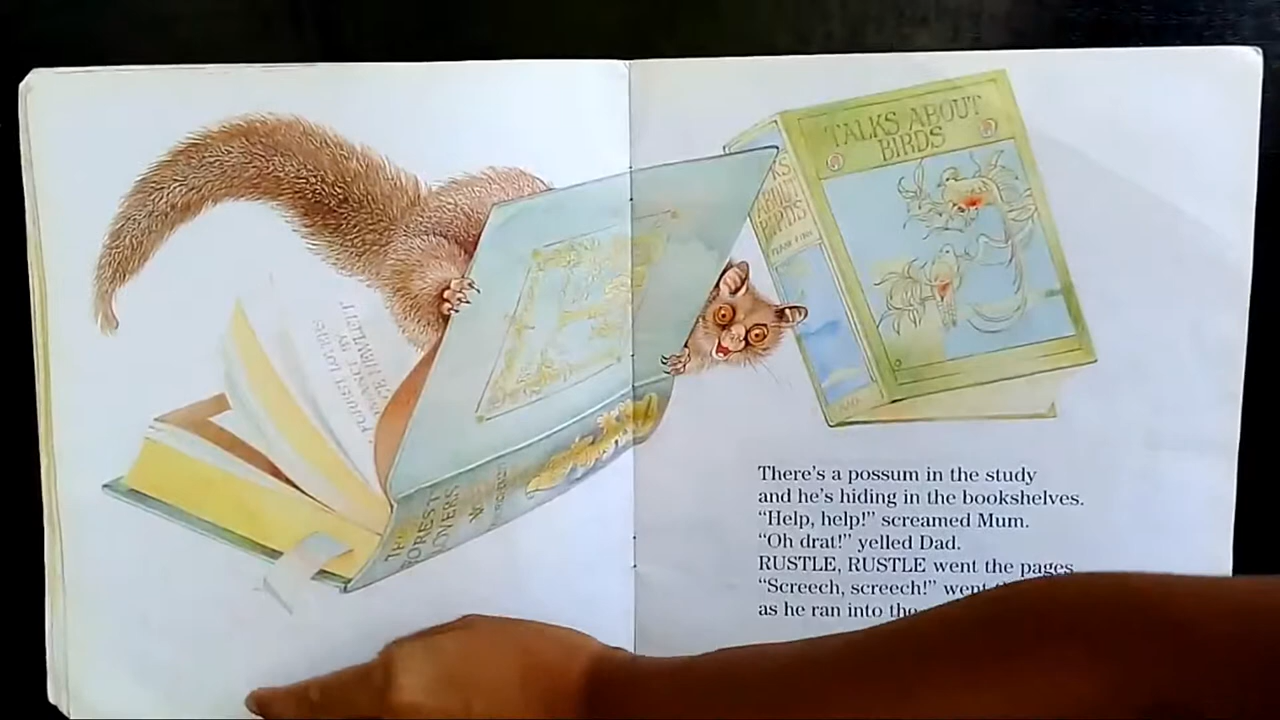 TALKS ABOUT
BIRDS
ABOUT
BIRDS
FOREST
LOVERS
There's a possum in the study
and he's hiding in the bookshelves.
"Help, help!" screamed Mum.
"Oh drat!" yelled Dad.
RUSTLE, RUSTLE went the pages.
"Screech, screech!" went
as he ran into the